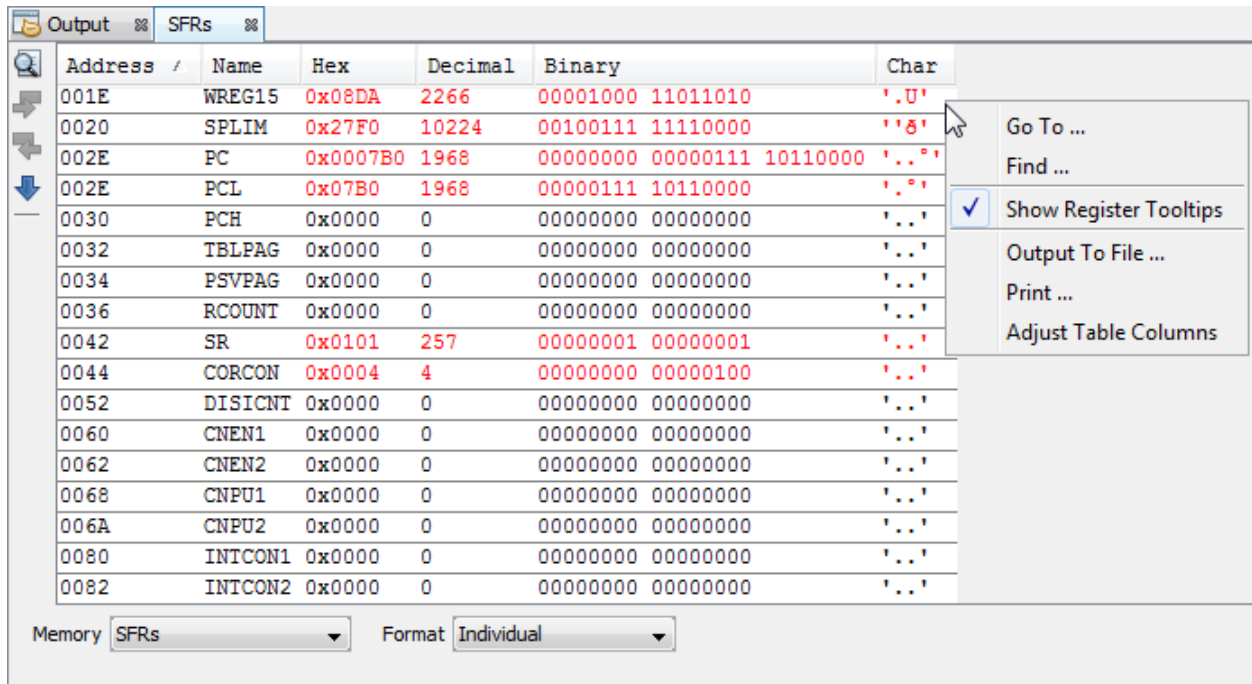 Output SFRs
Address Name Hex Decimal Binary Char
001E WREG15 0x08DA 2266 00001000 11011010 '.Ú'
0020 SPLIM 0x27F0 10224 00100111 11110000 ''ð'
002E PC 0x0007B0 1968 00000000 00000111 10110000 '..°'
002E PCL 0x07B0 1968 00000111 10110000 '.°'
0030 PCH 0x0000 0 00000000 00000000 '..'
0032 TBLPAG 0x0000 0 00000000 00000000 '..'
0034 PSVPAG 0x0000 0 00000000 00000000 '..'
0036 RCOUNT 0x0000 0 00000000 00000000 '..'
0042 SR 0x0101 257 00000001 00000001 '..'
0044 CORCON 0x0004 4 00000000 00000100 '..'
0052 DISICNT 0x0000 0 00000000 00000000 '..'
0060 CNEN1 0x0000 0 00000000 00000000 '..'
0062 CNEN2 0x0000 0 00000000 00000000 '..'
0068 CNPU1 0x0000 0 00000000 00000000 '..'
006A CNPU2 0x0000 0 00000000 00000000 '..'
0080 INTCON1 0x0000 0 00000000 00000000 '..'
0082 INTCON2 0x0000 0 00000000 00000000 '..'
Go To ...
Find ...
Show Register Tooltips
Output To File ...
Print ...
Adjust Table Columns
Memory SFRs Format Individual